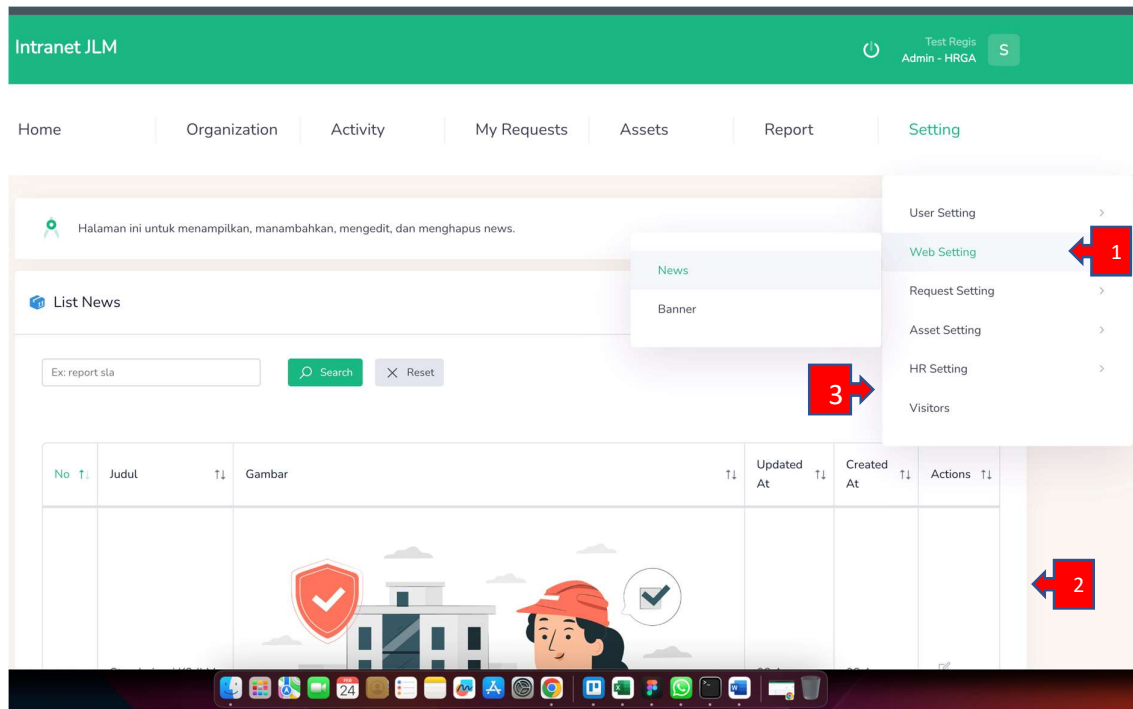 Intranet JLM
Test Regis
Admin - HRGA
S
Home
Organization
Activity
My Requests
Assets
Report
Setting
Halaman ini untuk menampilkan, manambahkan, mengedit, dan menghapus news.
User Setting
Web Setting
1
News
Request Setting
List News
Banner
Asset Setting
Ex: report sla
Search
Reset
HR Setting
3
Visitors
No
Judul
Gambar
Updated
At
Created
At
Actions
2
24